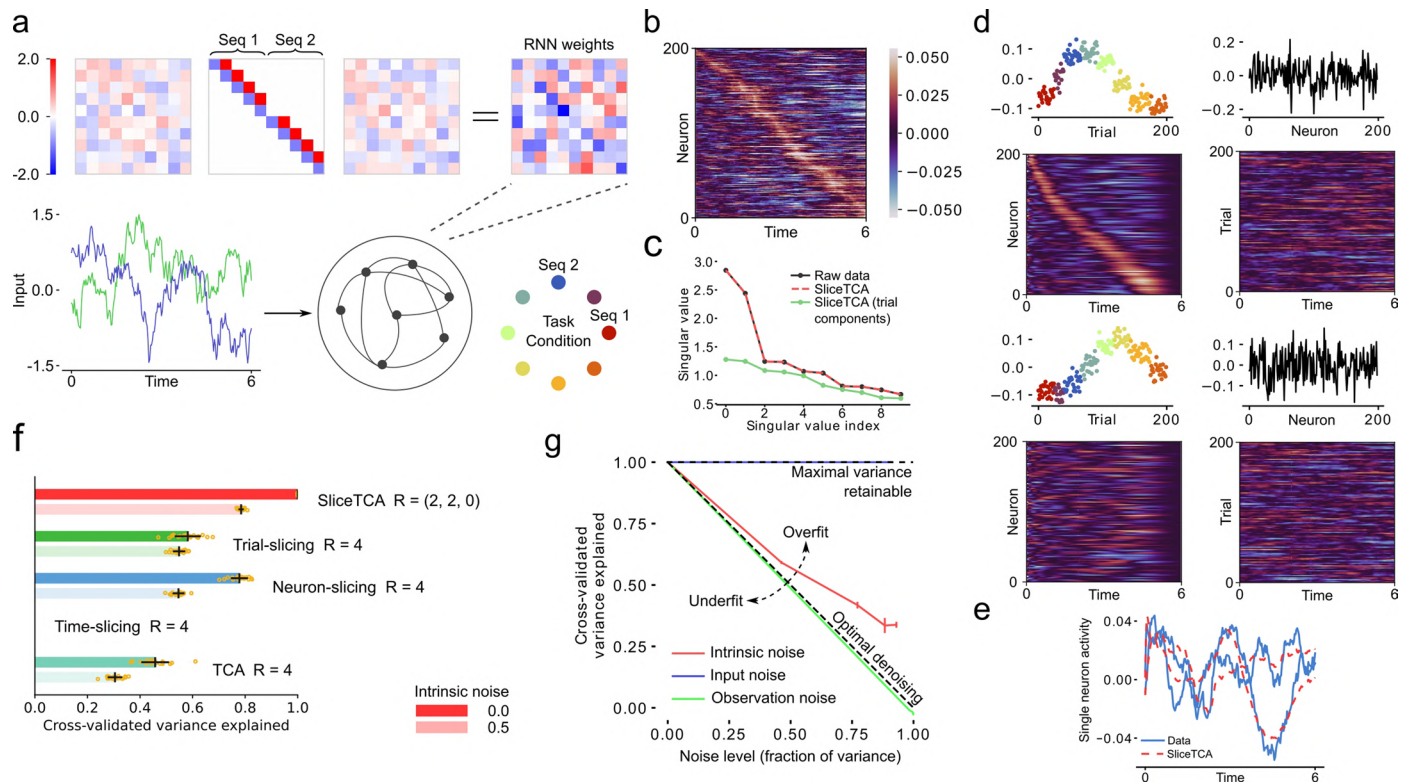 a
Seq 1
Seq 2
RNN weights
2.0
0.0
-2.0
1.5
0.0
-1.5
Input
0
Time
6
Seq 2
Seq 1
Task
Condition
b
200
0
Neuron
Time
6
0.050
0.025
0.000
−0.025
−0.050
c
3.0
2.5
2.0
1.5
1.0
0.5
Singular value
0
2
4
6
8
Singular value index
Raw data
SliceTCA
SliceTCA (trial
components)
d
0.1
0.0
−0.1
0
Trial
200
0.2
0.0
−0.2
0
Neuron
200
200
Neuron
0
0
Time
6
200
Trial
0
0
Time
6
0.1
0.0
−0.1
0
Trial
200
0.1
0.0
−0.1
0
Neuron
200
200
Neuron
0
0
Time
6
200
Trial
0
0
Time
6
e
0.04
0.00
−0.04
Single neuron activity
Data
SliceTCA
0
Time
6
f
SliceTCA R = (2, 2, 0)
Trial-slicing R = 4
Neuron-slicing R = 4
Time-slicing R = 4
TCA R = 4
0.0
0.2
0.4
0.6
0.8
1.0
Cross-validated variance explained
Intrinsic noise
0.0
0.5
g
1.00
0.75
0.50
0.25
0.00
Cross-validated
variance explained
Maximal variance
retainable
Overfit
Underfit
Optimal denoising
Intrinsic noise
Input noise
Observation noise
0.00
0.25
0.50
0.75
1.00
Noise level (fraction of variance)